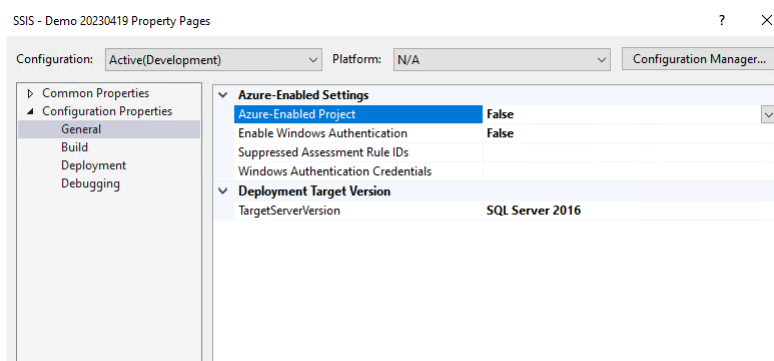 SSIS - Demo 20230419 Property Pages ?
Configuration: Active(Development) Platform: N/A Configuration Manager...
Common Properties
Configuration Properties
General
Build
Deployment
Debugging
Azure-Enabled Settings
Azure-Enabled Project False
Enable Windows Authentication False
Suppressed Assessment Rule IDs
Windows Authentication Credentials
Deployment Target Version
TargetServerVersion SQL Server 2016